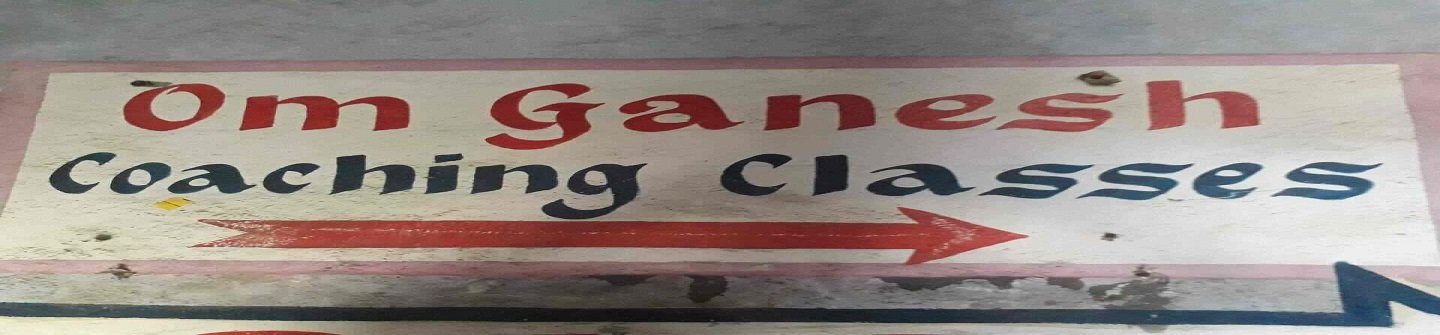 Om Ganesh
Coaching Classes